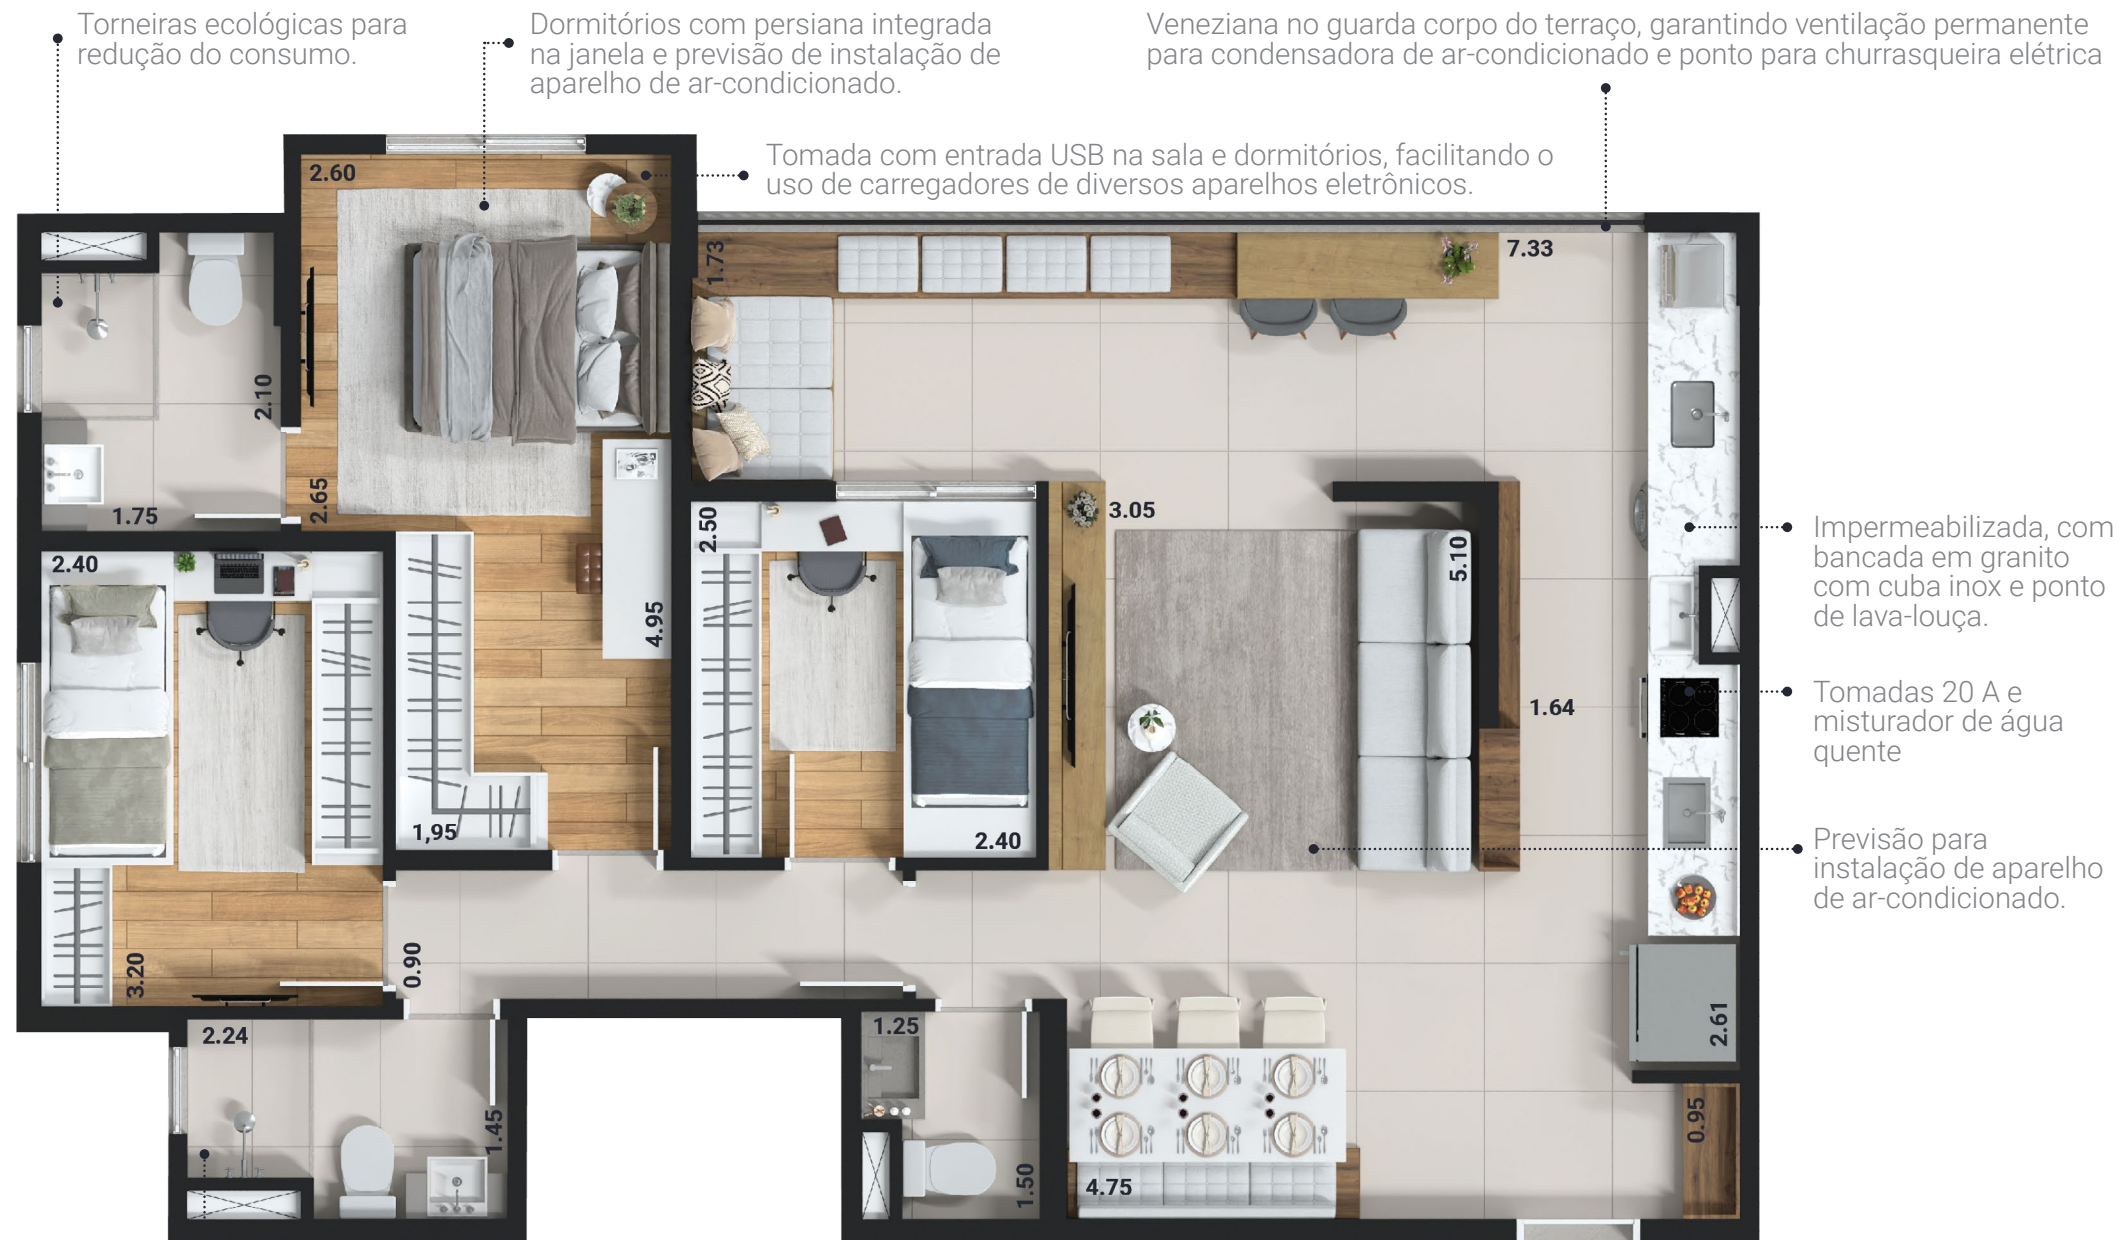 Torneiras ecológicas para
redução do consumo.
Dormitórios com persiana integrada
na janela e previsão de instalação de
aparelho de ar-condicionado.
Veneziana no guarda corpo do terraço, garantindo ventilação permanente
para condensadora de ar-condicionado e ponto para churrasqueira elétrica
Tomada com entrada USB na sala e dormitórios, facilitando o
uso de carregadores de diversos aparelhos eletrônicos.
2.60
1.73
7.33
2.10
2.65
1.75
2.40
2.50
3.05
5.10
4.95
Impermeabilizada, com
bancada em granito
com cuba inox e ponto
de lava-louça.
1.64
Tomadas 20 A e
misturador de água
quente
1,95
2.40
Previsão para
instalação de aparelho
de ar-condicionado.
3.20
0.90
2.24
1.45
1.25
1.50
2.61
0.95
4.75